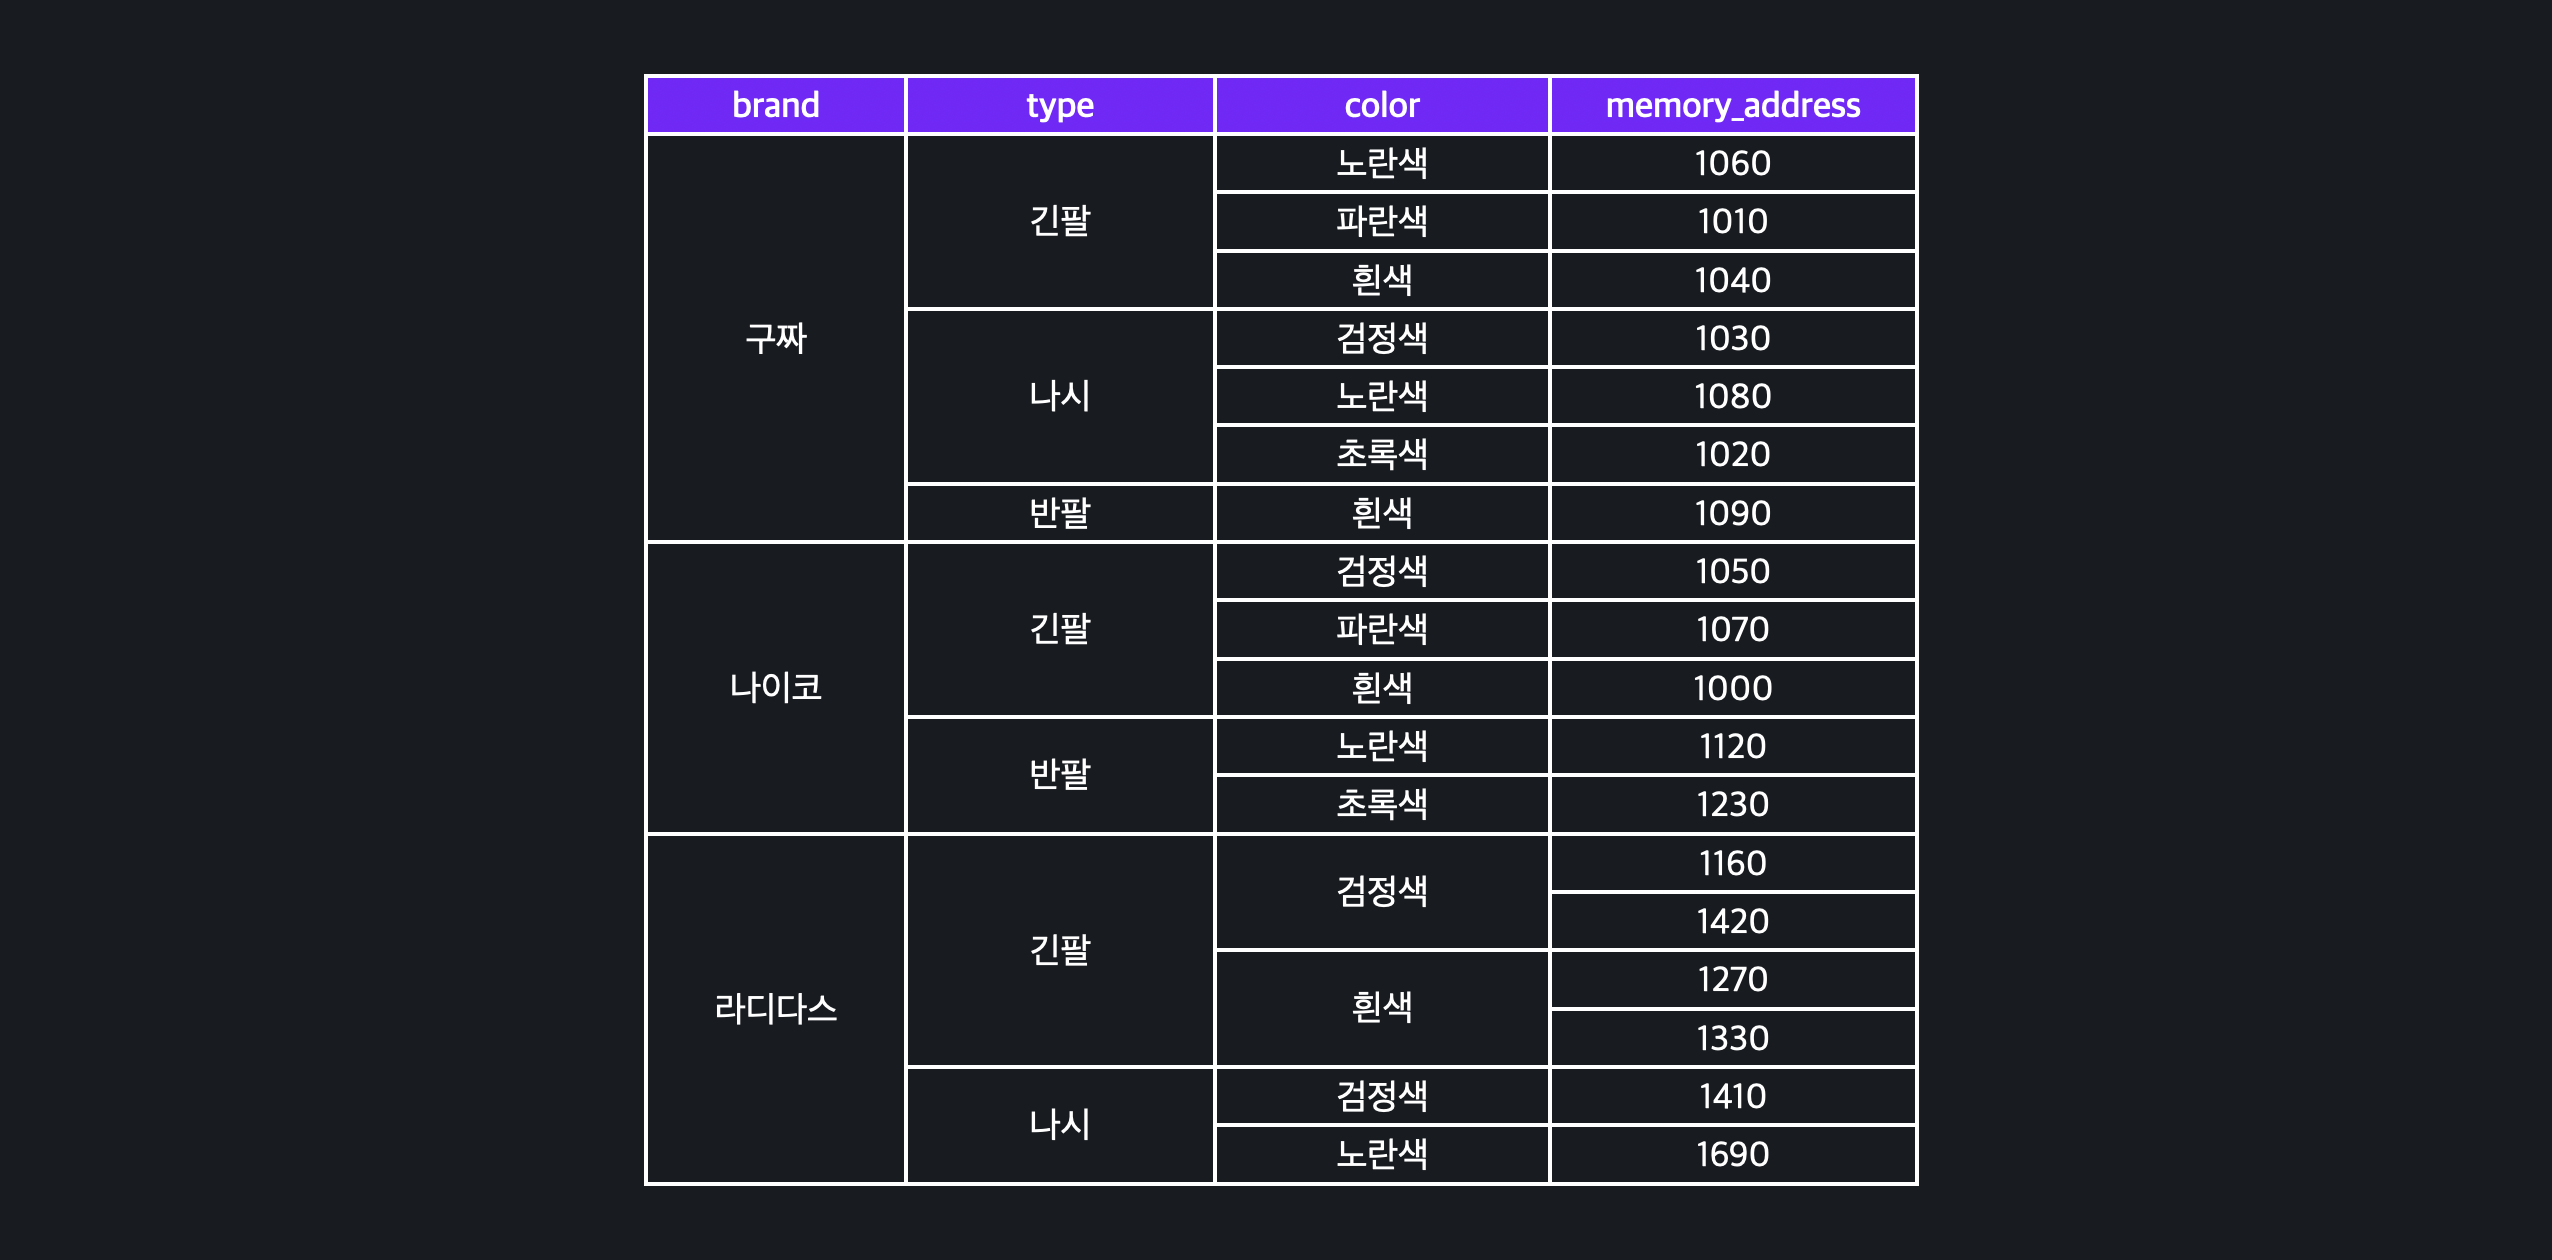 brand type color memory_address
구짜 긴팔 노란색 1060
파란색 1010
흰색 1040
나시 검정색 1030
노란색 1080
초록색 1020
반팔 흰색 1090
나이코 긴팔 검정색 1050
파란색 1070
흰색 1000
반팔 노란색 1120
초록색 1230
라디다스 긴팔 검정색 1160
1420
흰색 1270
1330
나시 검정색 1410
노란색 1690